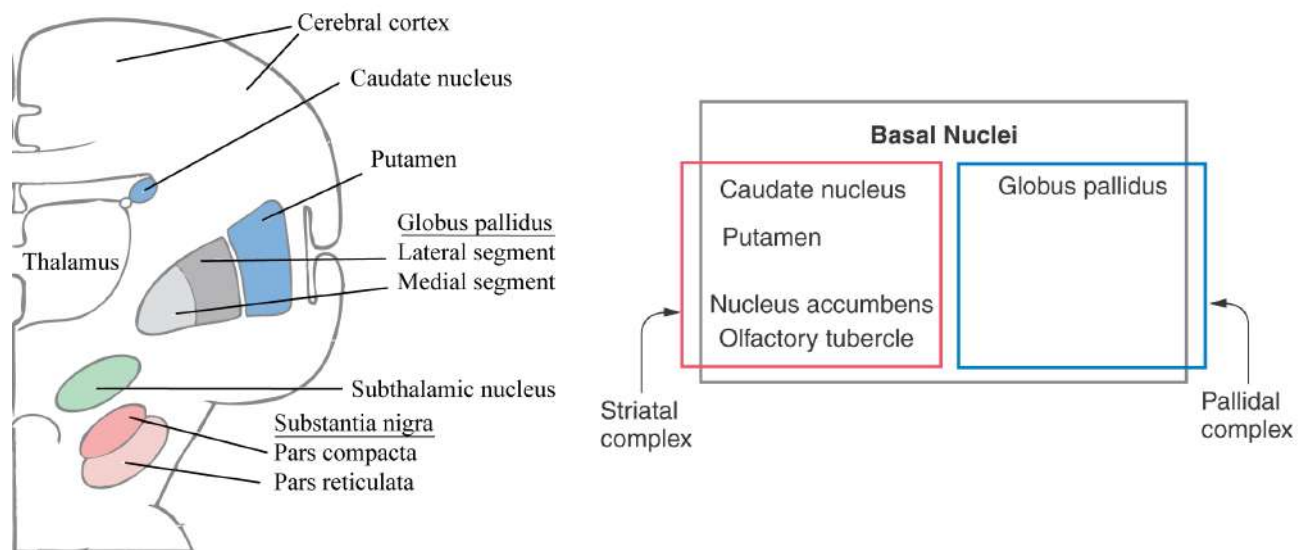 Cerebral cortex
Caudate nucleus
Putamen
Globus pallidus
Lateral segment
Medial segment
Thalamus
Subthalamic nucleus
Substantia nigra
Pars compacta
Pars reticulata
Basal Nuclei
Caudate nucleus
Putamen
Nucleus accumbens
Olfactory tubercle
Globus pallidus
Striatal
complex
Pallidal
complex